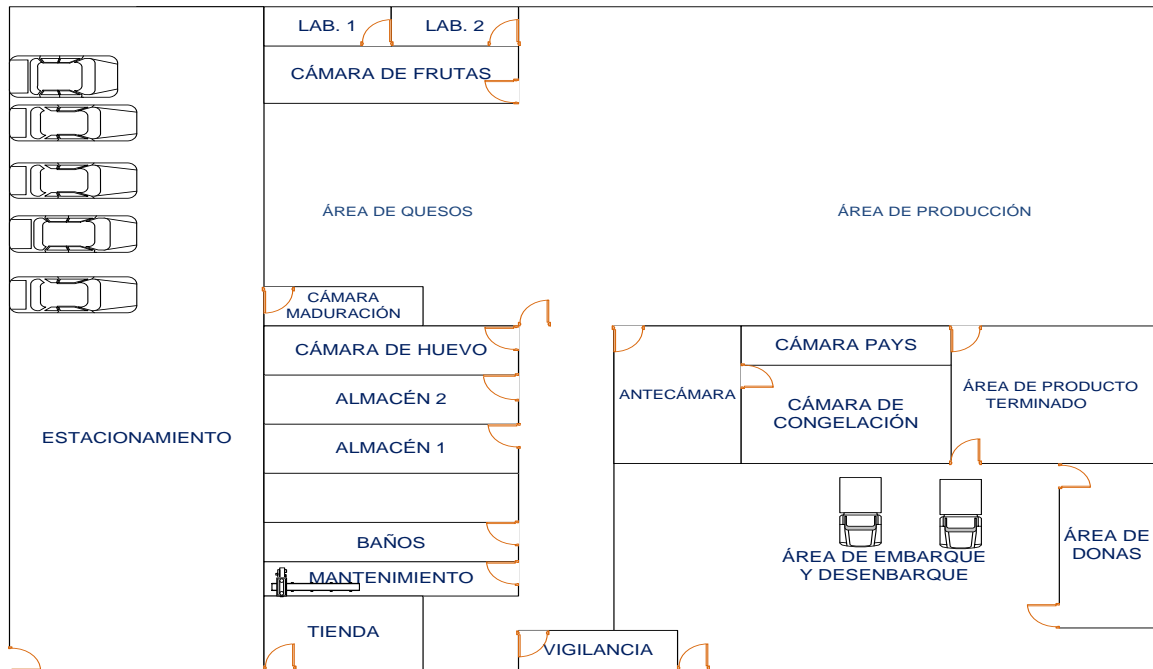 LAB. 1
LAB. 2
CÁMARA DE FRUTAS
ÁREA DE QUESOS
ÁREA DE PRODUCCIÓN
CÁMARA
MADURACIÓN
CÁMARA DE HUEVO
CÁMARA PAYS
ALMACÉN 2
ANTECÁMARA
CÁMARA DE
CONGELACIÓN
ÁREA DE PRODUCTO
TERMINADO
ESTACIONAMIENTO
ALMACÉN 1
BAÑOS
ÁREA DE EMBARQUE
Y DESENBARQUE
ÁREA DE
DONAS
MANTENIMIENTO
TIENDA
VIGILANCIA